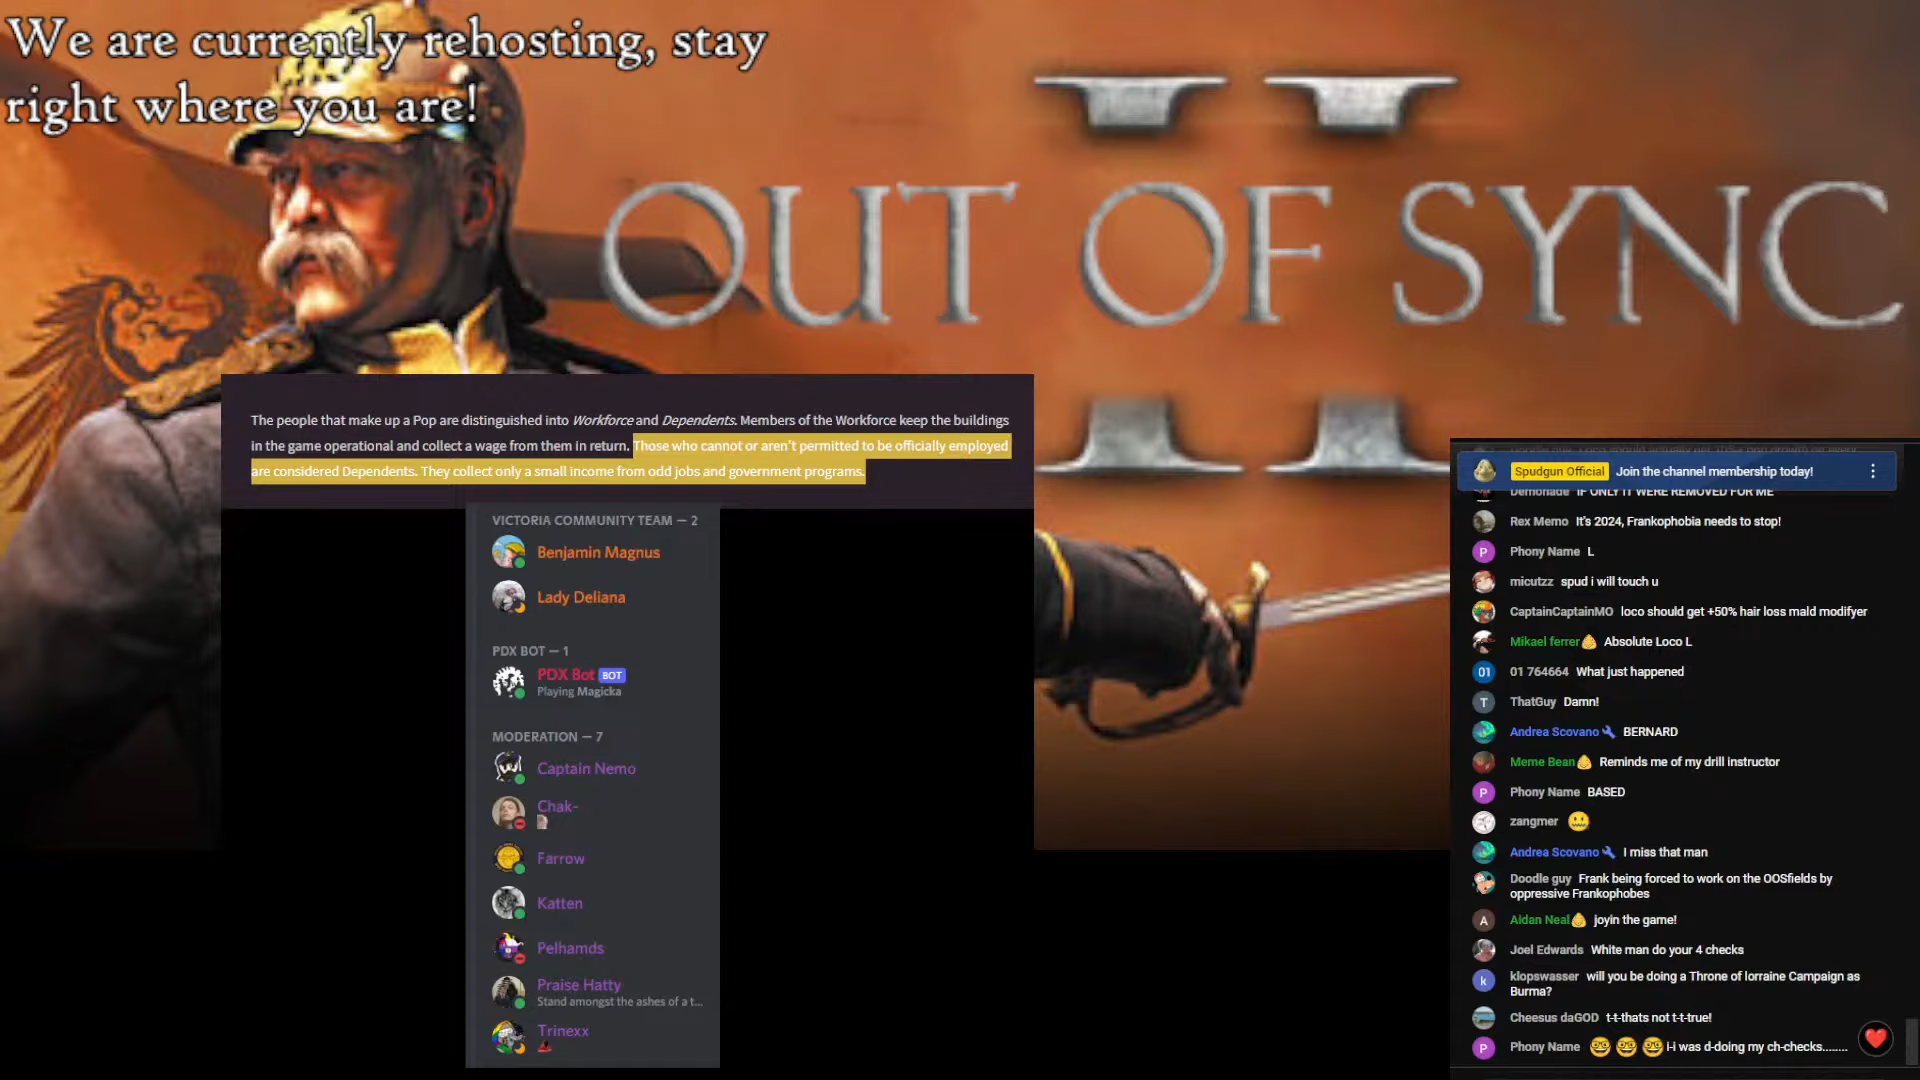 We are currently rehosting, stay
right where you are!
II
OUT OF SYNC
The people that make up a Pop are distinguished into Workforce and Dependents. Members of the Workforce keep the buildings
in the game operational and collect a wage from them in return. Those who cannot or aren't permitted to be officially employed
are considered Dependents. They collect only a small income from odd jobs and government programs.
VICTORIA COMMUNITY TEAM — 2
Benjamin Magnus
Lady Deliana
PDX BOT — 1
PDX Bot BOT
Playing Magicka
MODERATION — 7
Captain Nemo
Chak-
Farrow
Katten
Pelhamds
Praise Hatty
Stand amongst the ashes of a t...
Trinexx
Spudgun Official Join the channel membership today!
Demonade IF ONLY IT WERE REMOVED FOR ME
Rex Memo It's 2024, Frankophobia needs to stop!
P Phony Name L
micutzz spud i will touch u
CaptainCaptainMO loco should get +50% hair loss mald modifyer
Mikael ferrer Absolute Loco L
01 01 764664 What just happened
T ThatGuy Damn!
Andrea Scovano BERNARD
Meme Bean Reminds me of my drill instructor
P Phony Name BASED
zangmer
Andrea Scovano I miss that man
Doodle guy Frank being forced to work on the OOSfields by
oppressive Frankophobes
A Aidan Neal joyin the game!
Joel Edwards White man do your 4 checks
k klopswasser will you be doing a Throne of lorraine Campaign as
Burma?
Cheesus daGOD t-t-thats not t-t-true!
P Phony Name i-i was d-doing my ch-checks........